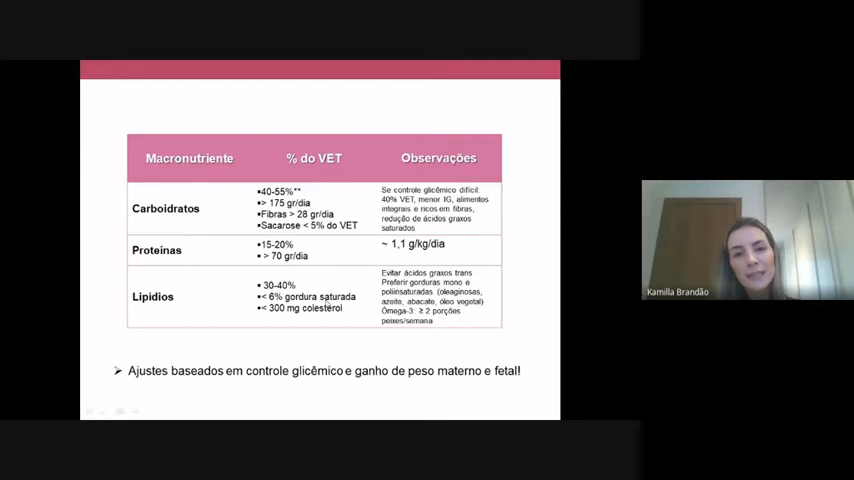 Macronutriente % do VET Observações
Carboidratos
▪40-55%**
▪> 175 gr/dia
▪Fibras > 28 gr/dia
▪Sacarose < 5% do VET
Se controle glicêmico difícil:
40% VET, menor IG, alimentos
integrais e ricos em fibras,
redução de ácidos graxos
saturados
Proteínas
▪15-20%
▪> 70 gr/dia
~ 1,1 g/kg/dia
Lipídios
▪ 30-40%
▪< 6% gordura saturada
▪< 300 mg colesterol
Evitar ácidos graxos trans
Preferir gorduras mono e
poliinsaturadas (oleaginosas,
azeite, abacate, óleo vegetal)
Ômega-3: ≥ 2 porções
peixes/semana
➢ Ajustes baseados em controle glicêmico e ganho de peso materno e fetal!
Kamilla Brandão